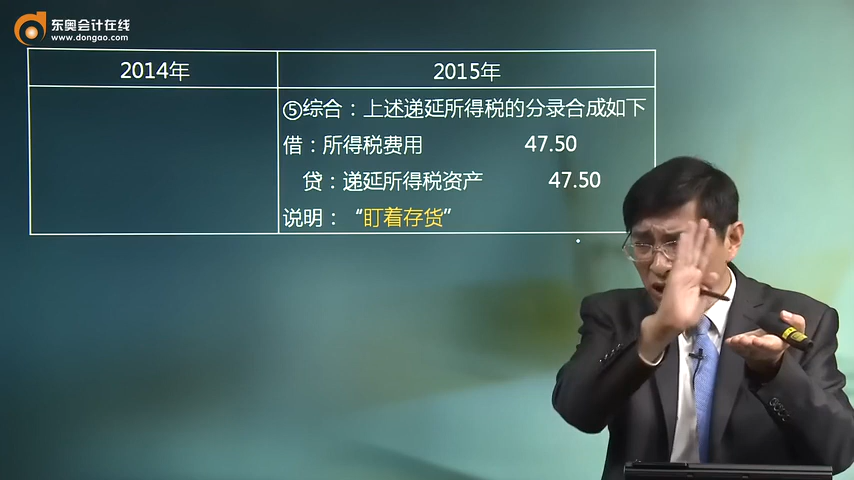 东奥会计在线
www.dongao.com
2014年
2015年
⑤综合：上述递延所得税的分录合成如下
借：所得税费用 47.50
贷：递延所得税资产 47.50
说明：“盯着存货”